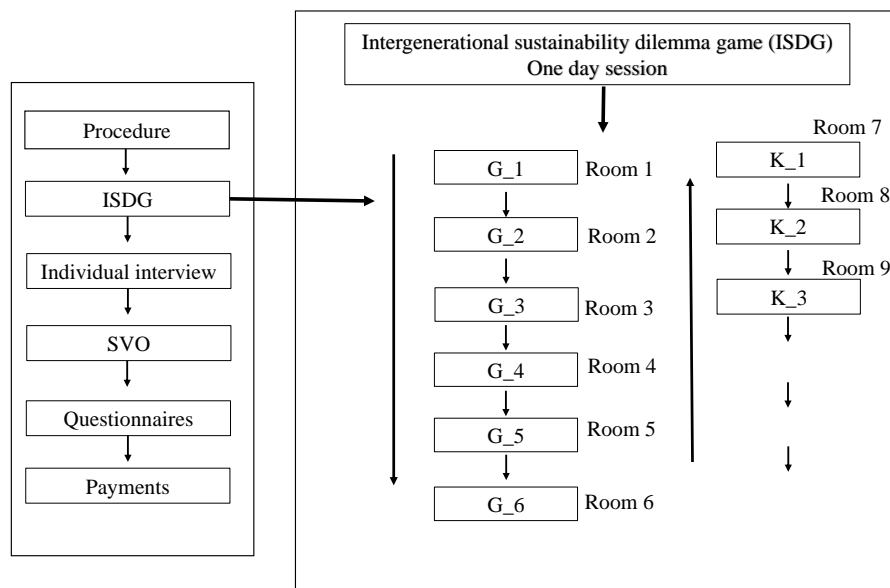 Intergenerational sustainability dilemma game (ISDG)
One day session
Procedure
ISDG
Individual interview
SVO
Questionnaires
Payments
G_1
Room 1
G_2
Room 2
G_3
Room 3
G_4
Room 4
G_5
Room 5
G_6
Room 6
Room 7
K_1
Room 8
K_2
Room 9
K_3